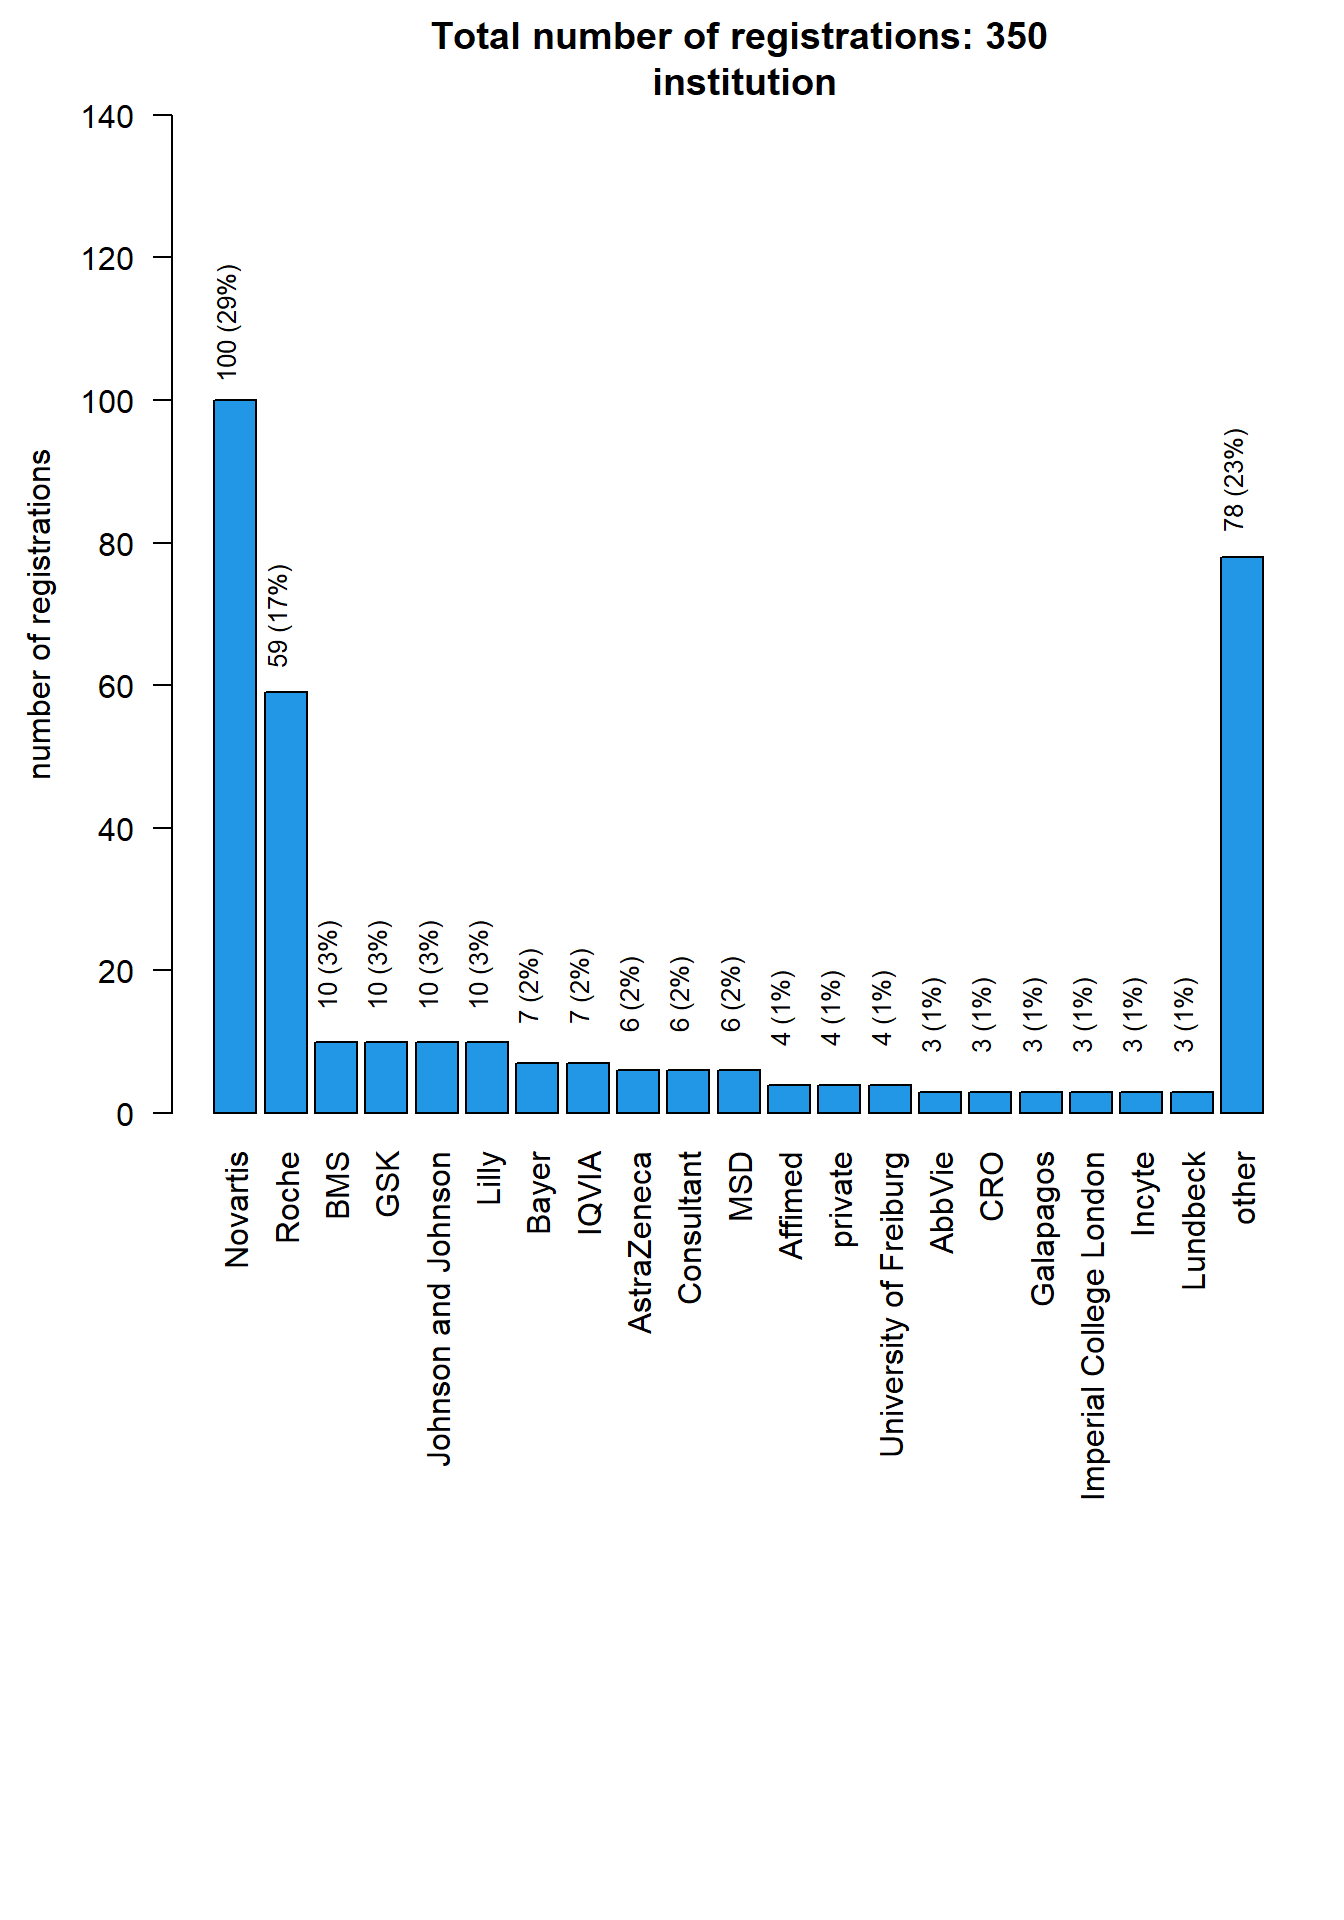 Total number of registrations: 350
institution
number of registrations
140
120
100
80
60
40
20
0
100 (29%)
59 (17%)
10 (3%)
10 (3%)
10 (3%)
10 (3%)
7 (2%)
7 (2%)
6 (2%)
6 (2%)
6 (2%)
4 (1%)
4 (1%)
4 (1%)
3 (1%)
3 (1%)
3 (1%)
3 (1%)
3 (1%)
3 (1%)
78 (23%)
Novartis
Roche
BMS
GSK
Johnson and Johnson
Lilly
Bayer
IQVIA
AstraZeneca
Consultant
MSD
Affimed
private
University of Freiburg
AbbVie
CRO
Galapagos
Imperial College London
Incyte
Lundbeck
other